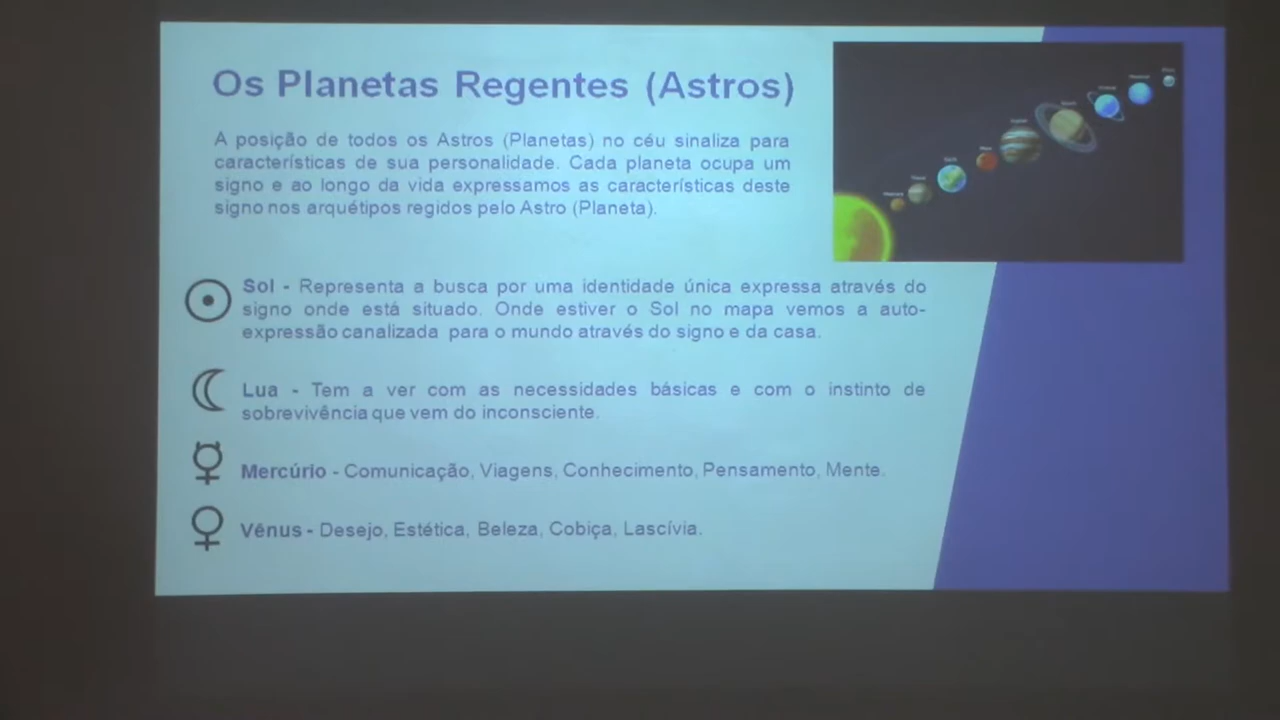 Os Planetas Regentes (Astros)
A posição de todos os Astros (Planetas) no céu sinaliza para
características de sua personalidade. Cada planeta ocupa um
signo e ao longo da vida expressamos as características deste
signo nos arquétipos regidos pelo Astro (Planeta).
Sol - Representa a busca por uma identidade única expressa através do
signo onde está situado. Onde estiver o Sol no mapa vemos a auto-
expressão canalizada para o mundo através do signo e da casa.
Lua - Tem a ver com as necessidades básicas e com o instinto de
sobrevivência que vem do inconsciente.
Mercúrio - Comunicação, Viagens, Conhecimento, Pensamento, Mente.
Vênus - Desejo, Estética, Beleza, Cobiça, Lascívia.